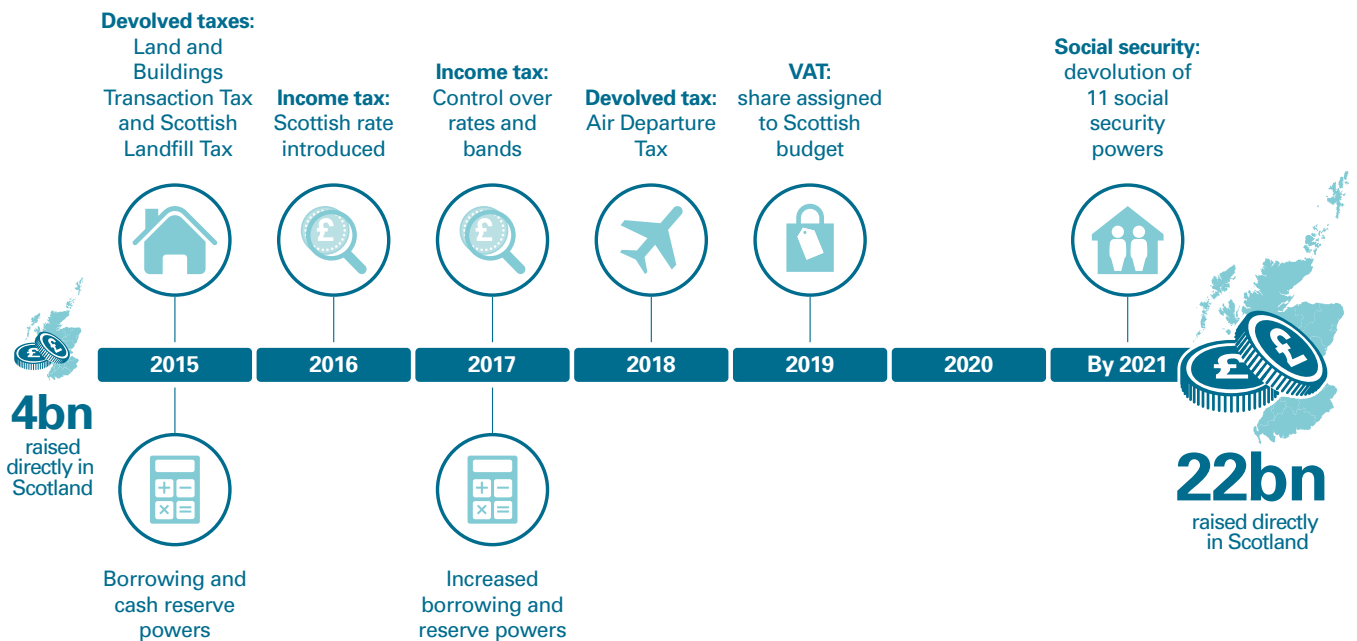 Devolved taxes:
Land and
Buildings
Transaction Tax
and Scottish
Landfill Tax
Income tax:
Scottish rate
introduced
Income tax:
Control over
rates and
bands
Devolved tax:
Air Departure
Tax
VAT:
share assigned
to Scottish
budget
Social security:
devolution of
11 social
security
powers
£
£
£
£
£
£
2015
2016
2017
2018
2019
2020
By 2021
4bn
raised
directly in
Scotland
22bn
raised directly
in Scotland
+ −
× =
+ −
× =
Borrowing and
cash reserve
powers
Increased
borrowing and
reserve powers